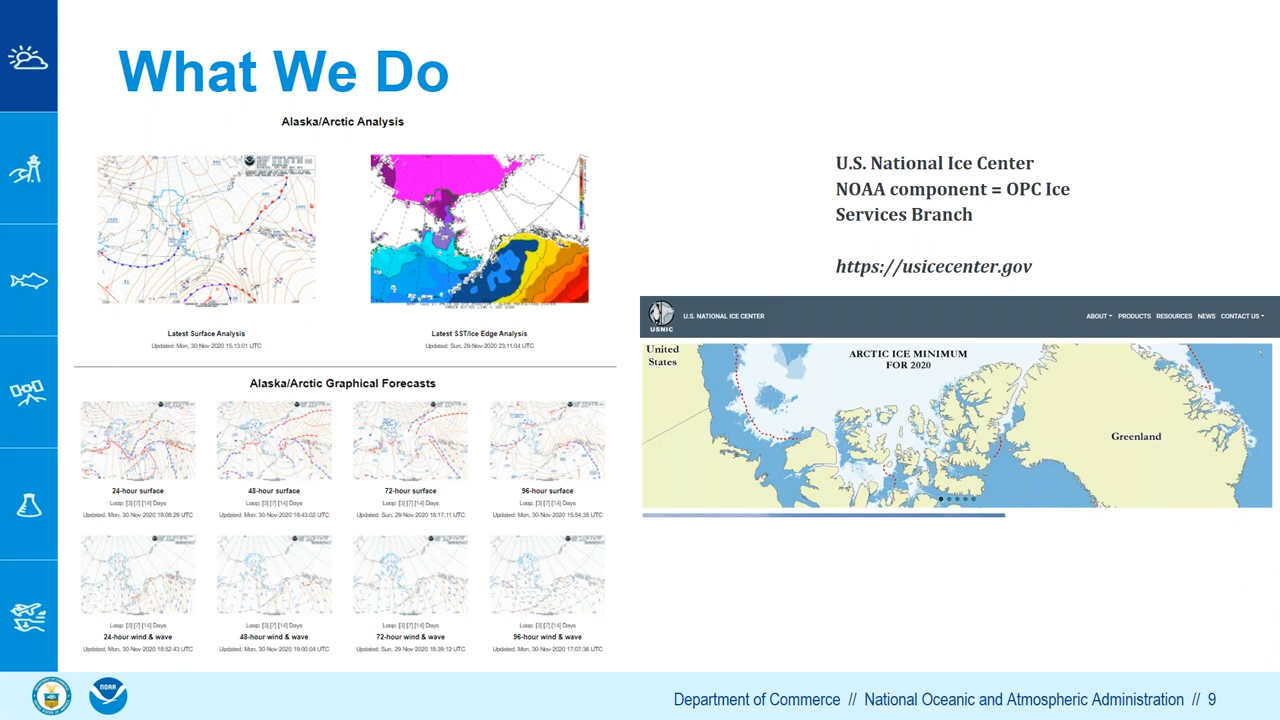 What We Do
Alaska/Arctic Analysis
Latest Surface Analysis
Updated: Mon, 30-Nov-2020 15:13:01 UTC
Latest SST/Ice Edge Analysis
Updated: Sun, 29-Nov-2020 23:11:04 UTC
Alaska/Arctic Graphical Forecasts
24-hour surface
Loop: [3] [7] [14] Days
Updated: Mon, 30-Nov-2020 18:08:29 UTC
48-hour surface
Loop: [3] [7] [14] Days
Updated: Mon, 30-Nov-2020 18:43:02 UTC
72-hour surface
Loop: [3] [7] [14] Days
Updated: Sun, 29-Nov-2020 18:17:11 UTC
96-hour surface
Loop: [3] [7] [14] Days
Updated: Mon, 30-Nov-2020 15:54:35 UTC
Loop: [3] [7] [14] Days
24-hour wind & wave
Updated: Mon, 30-Nov-2020 18:52:43 UTC
Loop: [3] [7] [14] Days
48-hour wind & wave
Updated: Mon, 30-Nov-2020 19:00:04 UTC
Loop: [3] [7] [14] Days
72-hour wind & wave
Updated: Sun, 29-Nov-2020 18:39:12 UTC
Loop: [3] [7] [14] Days
96-hour wind & wave
Updated: Mon, 30-Nov-2020 17:07:36 UTC
U.S. National Ice Center
NOAA component = OPC Ice
Services Branch
https://usicecenter.gov
USNIC
U.S. NATIONAL ICE CENTER
ABOUT PRODUCTS RESOURCES NEWS CONTACT US
United
States
ARCTIC ICE MINIMUM
FOR 2020
Greenland
NOAA
Department of Commerce // National Oceanic and Atmospheric Administration // 9